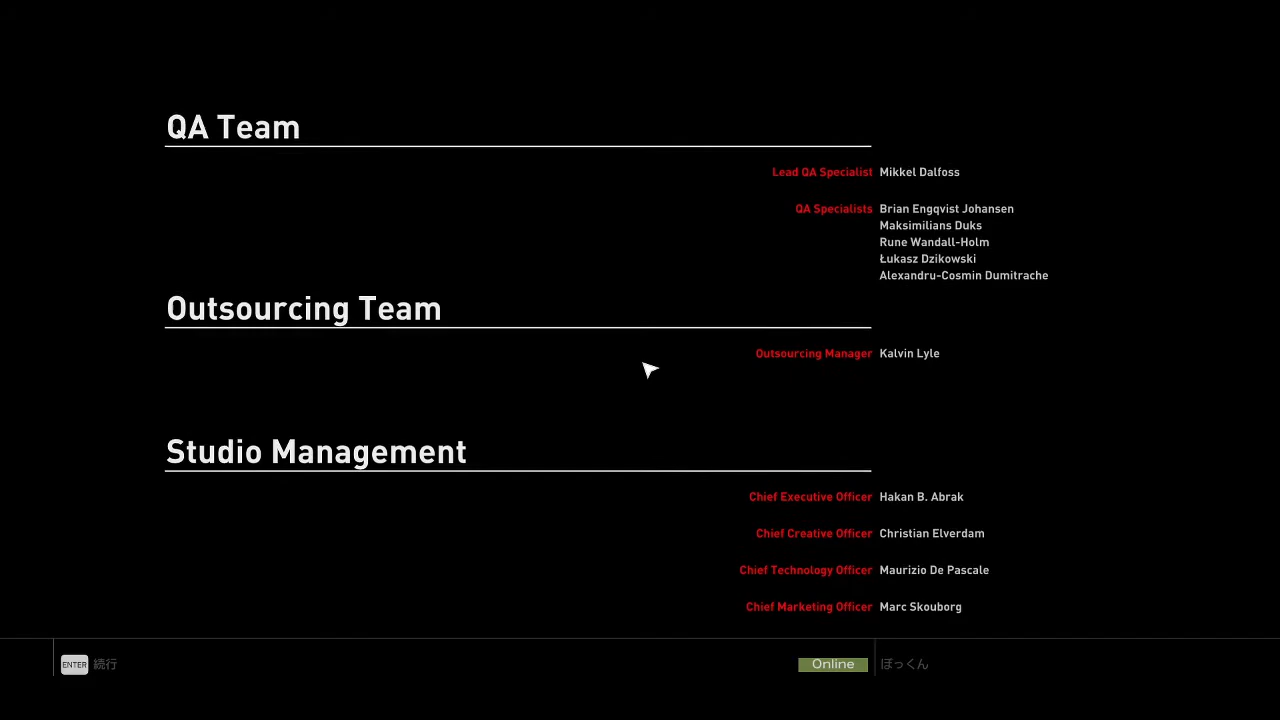 QA Team
Lead QA Specialist Mikkel Dalfoss
QA Specialists Brian Engqvist Johansen
Maksimilians Duks
Rune Wandall-Holm
Łukasz Dzikowski
Alexandru-Cosmin Dumitrache
Outsourcing Team
Outsourcing Manager Kalvin Lyle
Studio Management
Chief Executive Officer Hakan B. Abrak
Chief Creative Officer Christian Elverdam
Chief Technology Officer Maurizio De Pascale
Chief Marketing Officer Marc Skouborg
ENTER 続行 Online ぼっくん